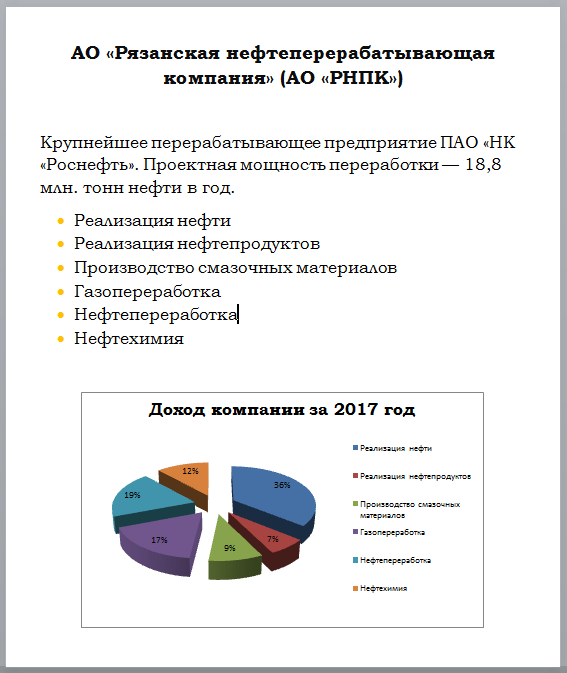 АО «Рязанская нефтеперерабатывающая
компания» (АО «РНПК»)
Крупнейшее перерабатывающее предприятие ПАО «НК
«Роснефть». Проектная мощность переработки — 18,8
млн. тонн нефти в год.
• Реализация нефти
• Реализация нефтепродуктов
• Производство смазочных материалов
• Газопереработка
• Нефтепереработка
• Нефтехимия
Доход компании за 2017 год
36%
7%
9%
17%
19%
12%
Реализация нефти
Реализация нефтепродуктов
Производство смазочных
материалов
Газопереработка
Нефтепереработка
Нефтехимия